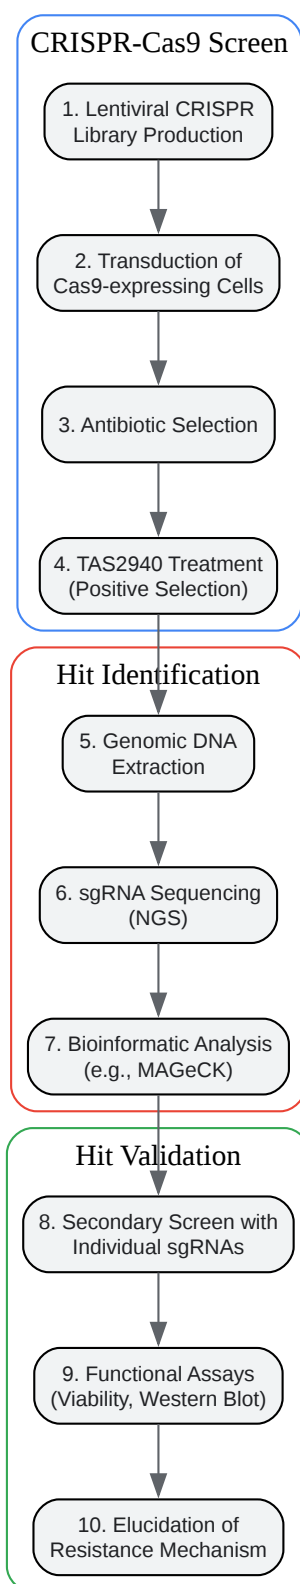 CRISPR-Cas9 Screen
1. Lentiviral CRISPR
Library Production
2. Transduction of
Cas9-expressing Cells
3. Antibiotic Selection
4. TAS2940 Treatment
(Positive Selection)
Hit Identification
5. Genomic DNA
Extraction
6. sgRNA Sequencing
(NGS)
7. Bioinformatic Analysis
(e.g., MAGeCK)
Hit Validation
8. Secondary Screen with
Individual sgRNAs
9. Functional Assays
(Viability, Western Blot)
10. Elucidation of
Resistance Mechanism